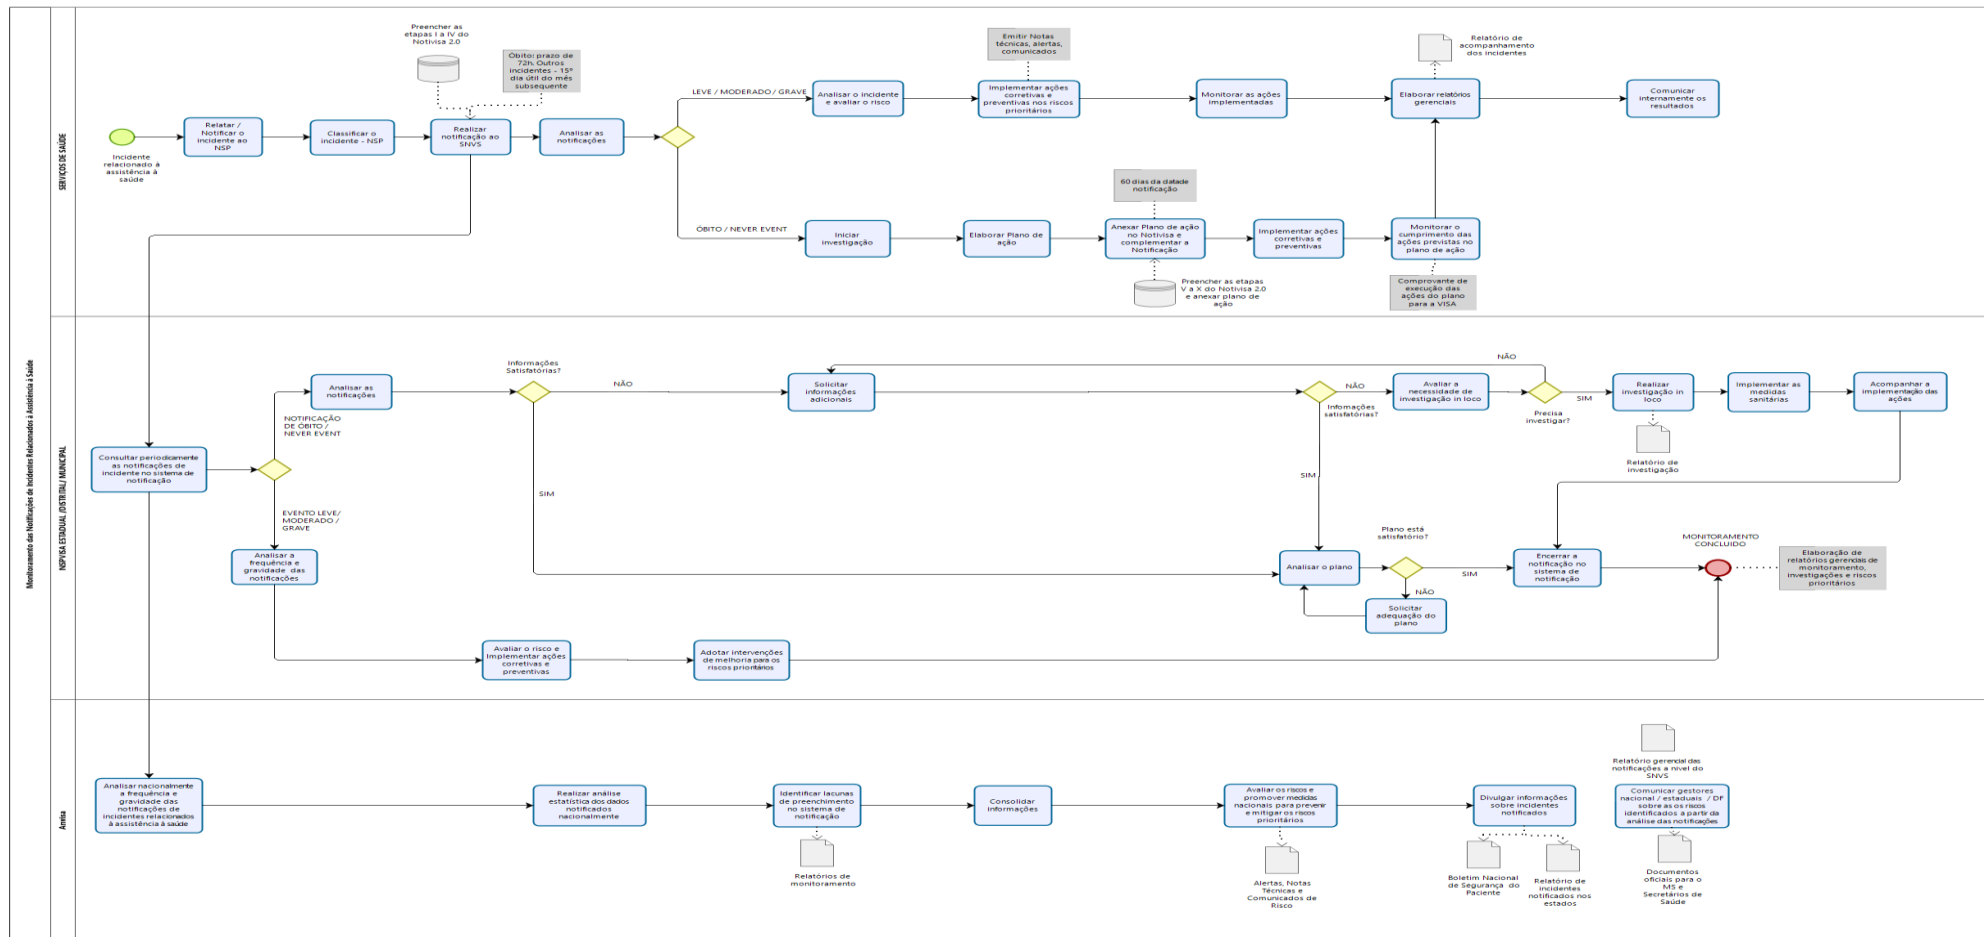 Monitoramento das Notificações de Incidentes Relacionados à Assistência à Saúde
SERVIÇOS DE SAÚDE
Preencher as
etapas I a IV do
Notivisa 2.0
Óbito: prazo de
72h. Outros
incidentes - 15º
dia útil do mês
subsequente
Incidente
relacionado à
assistência à
saúde
Relatar /
Notificar o
incidente ao
NSP
Classificar o
incidente - NSP
Realizar
notificação ao
SNVS
Analisar as
notificações
LEVE / MODERADO / GRAVE
Analisar o incidente
e avaliar o risco
Emitir Notas
técnicas, alertas,
comunicados
Implementar ações
corretivas e
preventivas nos riscos
prioritários
Monitorar as ações
implementadas
Relatório de
acompanhamento
dos incidentes
Elaborar relatórios
gerenciais
Comunicar
internamente os
resultados
ÓBITO / NEVER EVENT
Iniciar
investigação
Elaborar Plano de
ação
60 dias da datade
notificação
Anexar Plano de ação
no Notivisa e
complementar a
Notificação
Preencher as etapas
V a X do Notivisa 2.0
e anexar plano de
ação
Implementar ações
corretivas e
preventivas
Monitorar o
cumprimento das
ações previstas no
plano de ação
Comprovante de
execução das
ações do plano
para a VISA
NSPVISA ESTADUAL /DISTRITAL/ MUNICIPAL
Consultar periodicamente
as notificações de
incidente no sistema de
notificação
NOTIFICAÇÃO
DE ÓBITO /
NEVER EVENT
Analisar as
notificações
Informações
Satisfatórias?
NÃO
SIM
Solicitar
informações
adicionais
Infomações
satisfatórias?
NÃO
SIM
Avaliar a
necessidade de
investigação in loco
NÃO
Precisa
investigar?
SIM
Realizar
investigação in
loco
Relatório de
investigação
Implementar as
medidas
sanitárias
Acompanhar a
implementação das
ações
EVENTO LEVE/
MODERADO /
GRAVE
Analisar a
frequência e
gravidade das
notificações
Analisar o plano
Plano está
satisfatório?
SIM
NÃO
Solicitar
adequação do
plano
Encerrar a
notificação no
sistema de
notificação
MONITORAMENTO
CONCLUIDO
Elaboração de
relatórios gerendais de
monitoramento,
investigações e riscos
prioritários
Avaliar o risco e
Implementar ações
corretivas e
preventivas
Adotar intervenções
de melhoria para os
riscos prioritários
Anvisa
Analisar nacionalmente
a frequência e
gravidade das
notificações de
incidentes relacionados
à assistência à saúde
Realizar análise
estatística dos dados
notificados
nacionalmente
Identificar lacunas
de preenchimento
no sistema de
notificação
Relatórios de
monitoramento
Consolidar
informações
Avaliar os riscos e
promover medidas
nacionais para prevenir
e mitigar os riscos
prioritários
Alertas, Notas
Técnicas e
Comunicados de
Risco
Divulgar informações
sobre incidentes
notificados
Boletim Nacional
de Segurança do
Paciente
Relatório de
incidentes
notificados nos
estados
Relatório gerendal das
notificações a nível do
SNVS
Comunicar gestores
nacional / estaduais / DF
sobre as os riscos
identificados a partir da
análise das notificações
Documentos
oficiais para o
MS e
Secretários de
Saúde